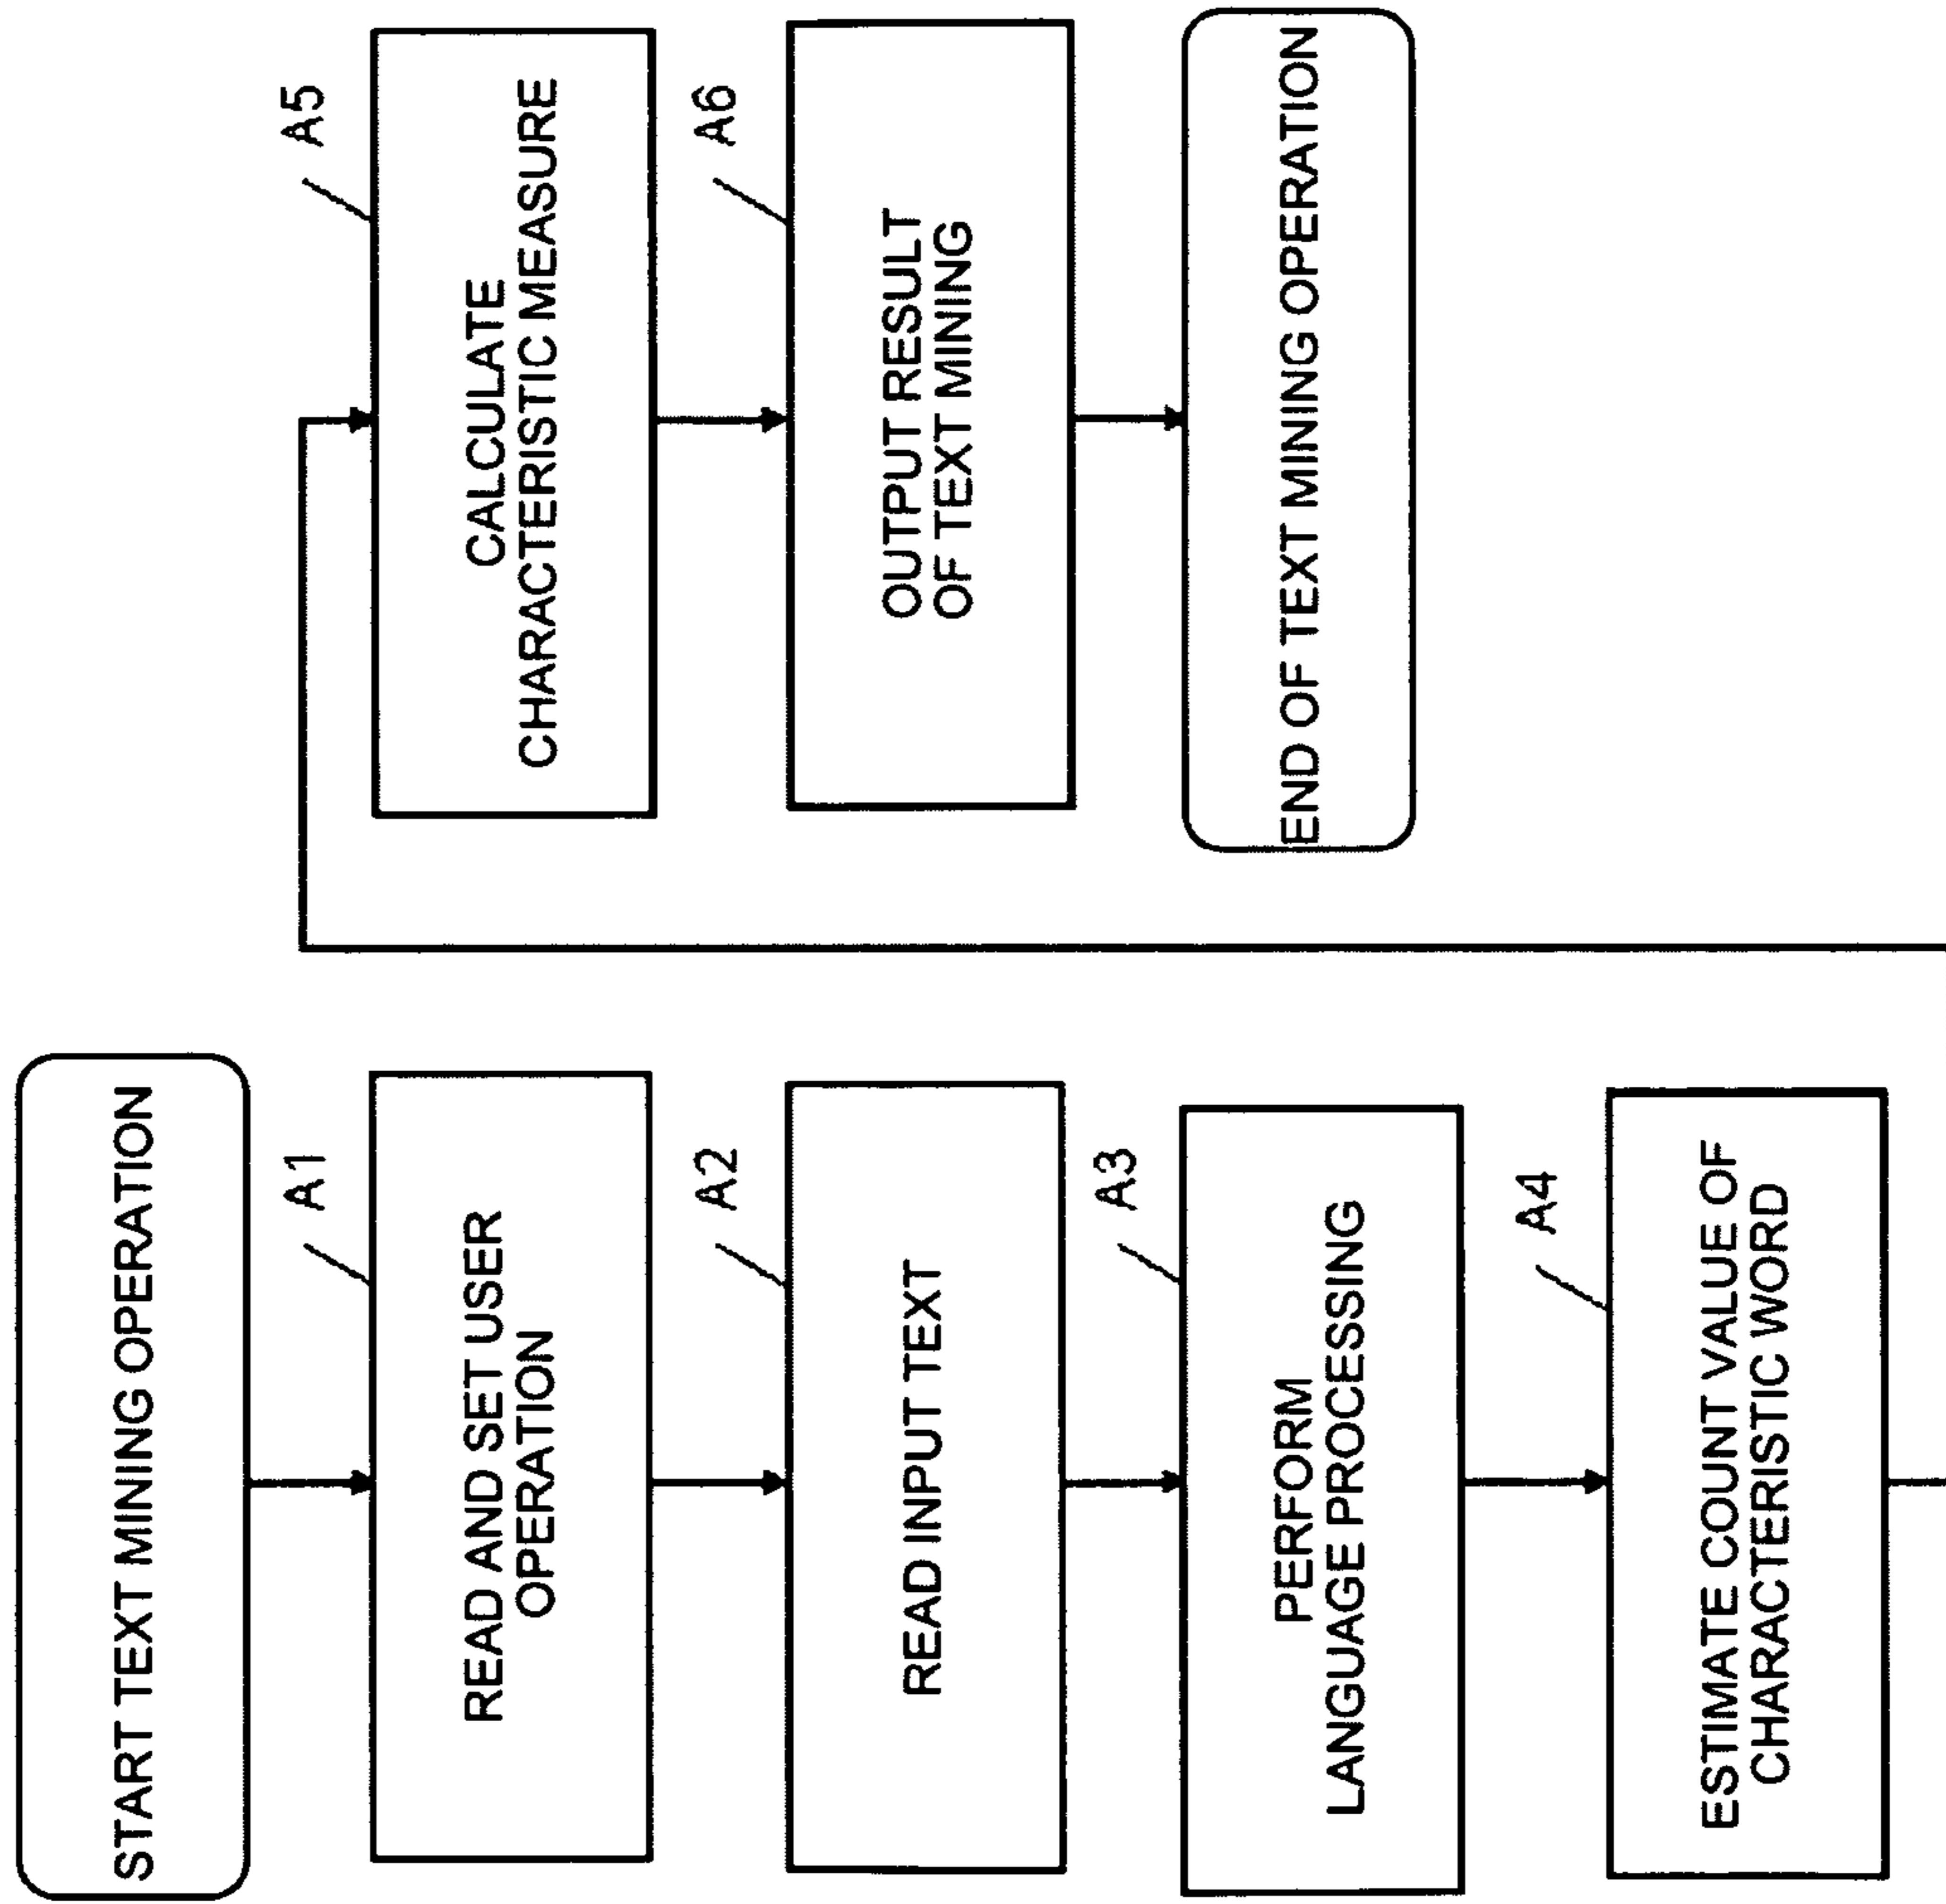 START TEXT MINING OPERATION
A1
READ AND SET USER
OPERATION
A2
READ INPUT TEXT
A3
PERFORM
LANGUAGE PROCESSING
A4
ESTIMATE COUNT VALUE OF
CHARACTERISTIC WORD
A5
CALCULATE
CHARACTERISTIC MEASURE
A6
OUTPUT RESULT
OF TEXT MINING
END OF TEXT MINING OPERATION